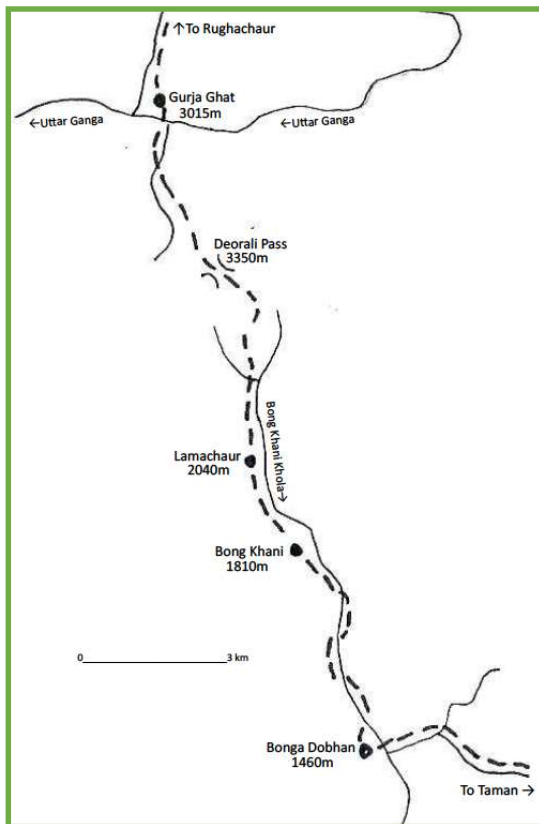 ↑To Rughachaur
Gurja Ghat
3015m
←Uttar Ganga
←Uttar Ganga
Deorali Pass
3350m
Bong Khani Khola→
Lamachaur
2040m
Bong Khani
1810m
0 3 km
Bonga Dobhan
1460m
To Taman →